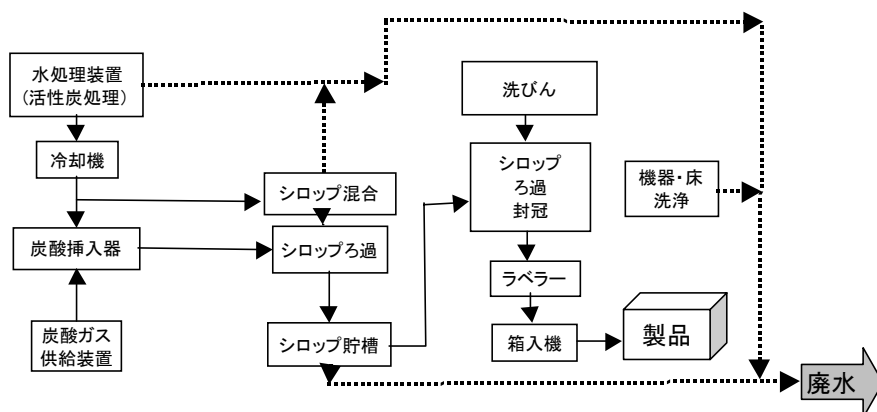 水処理装置
(活性炭処理)
冷却機
炭酸挿入器
炭酸ガス
供給装置
シロップ混合
シロップろ過
シロップ貯槽
洗びん
シロップ
ろ過
封冠
ラベラー
箱入機
製品
機器・床
洗浄
廃水